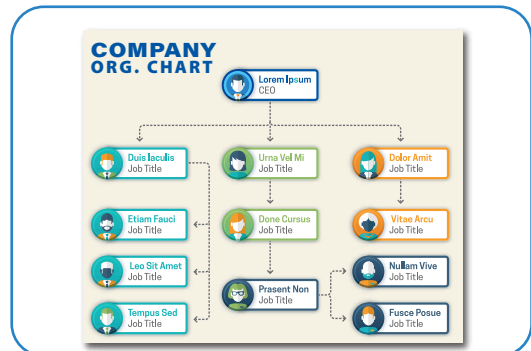 COMPANY
ORG. CHART
Lorem Ipsum
CEO
Duis Iaculis
Job Title
Urna Vel Mi
Job Title
Dolor Amit
Job Title
Etiam Fauci
Job Title
Done Cursus
Job Title
Vitae Arcu
Job Title
Leo Sit Amet
Job Title
Prasent Non
Job Title
Nullam Vive
Job Title
Tempus Sed
Job Title
Fusce Posue
Job Title